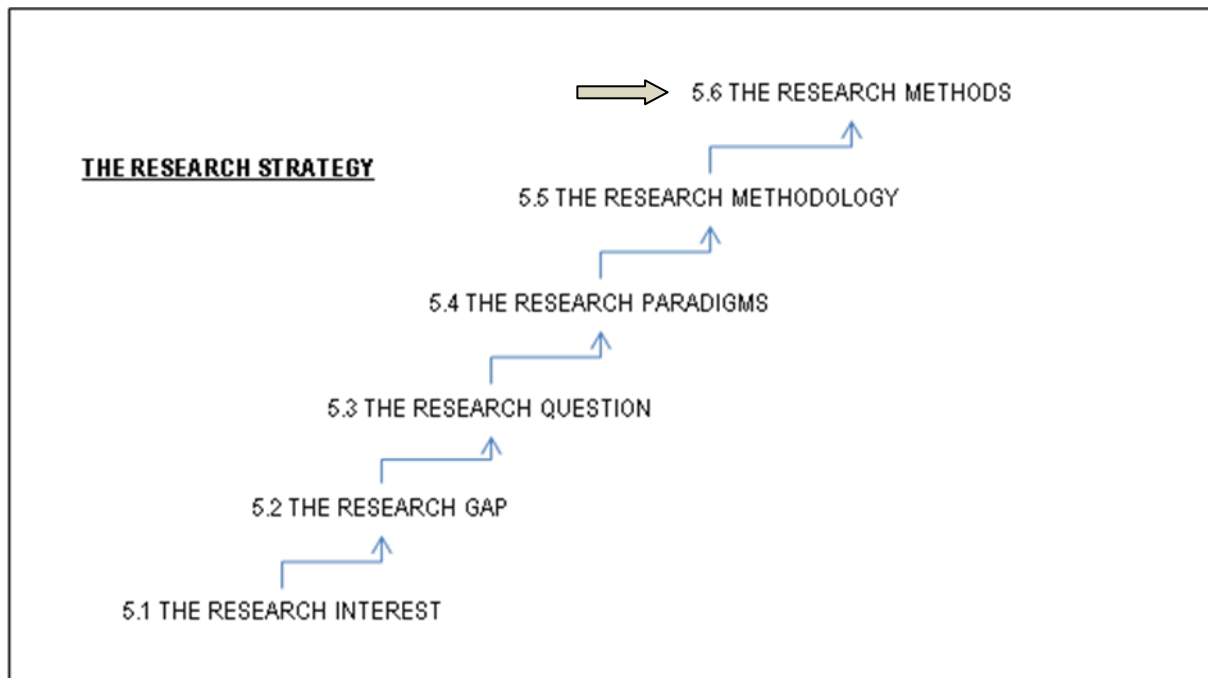 5.6 THE RESEARCH METHODS
THE RESEARCH STRATEGY
5.5 THE RESEARCH METHODOLOGY
5.4 THE RESEARCH PARADIGMS
5.3 THE RESEARCH QUESTION
5.2 THE RESEARCH GAP
5.1 THE RESEARCH INTEREST